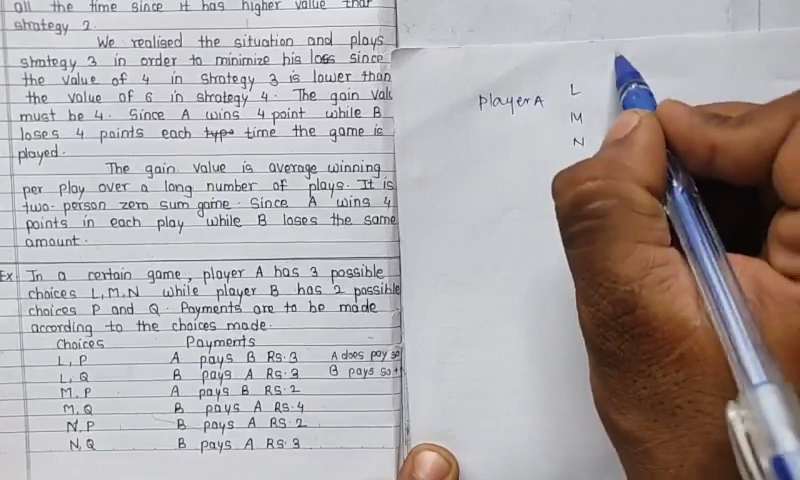 all the time since it has higher value than
strategy 2.
We realised the situation and plays
strategy 3 in order to minimize his loss since
the value of 4 in strategy 3 is lower than
the value of 6 in strategy 4. The gain valu
must be 4. Since A wins 4 point while B
loses 4 points each type time the game is
played.
The gain value is average winning
per play over a long number of plays. It is
two-person zero sum game. Since A wins 4
points in each play while B loses the same
amount.
Ex. In a certain game, player A has 3 possible
choices L,M,N while player B has 2 possible
choices P and Q. Payments are to be made
according to the choices made.
Choices Payments
L, P A pays B RS.3 A does pay so
L, Q B pays A RS.3 B pays so
M, P A pays B RS.2
M, Q B pays A RS.4
N, P B pays A RS.2
N, Q B pays A RS.3
Player A L
M
N